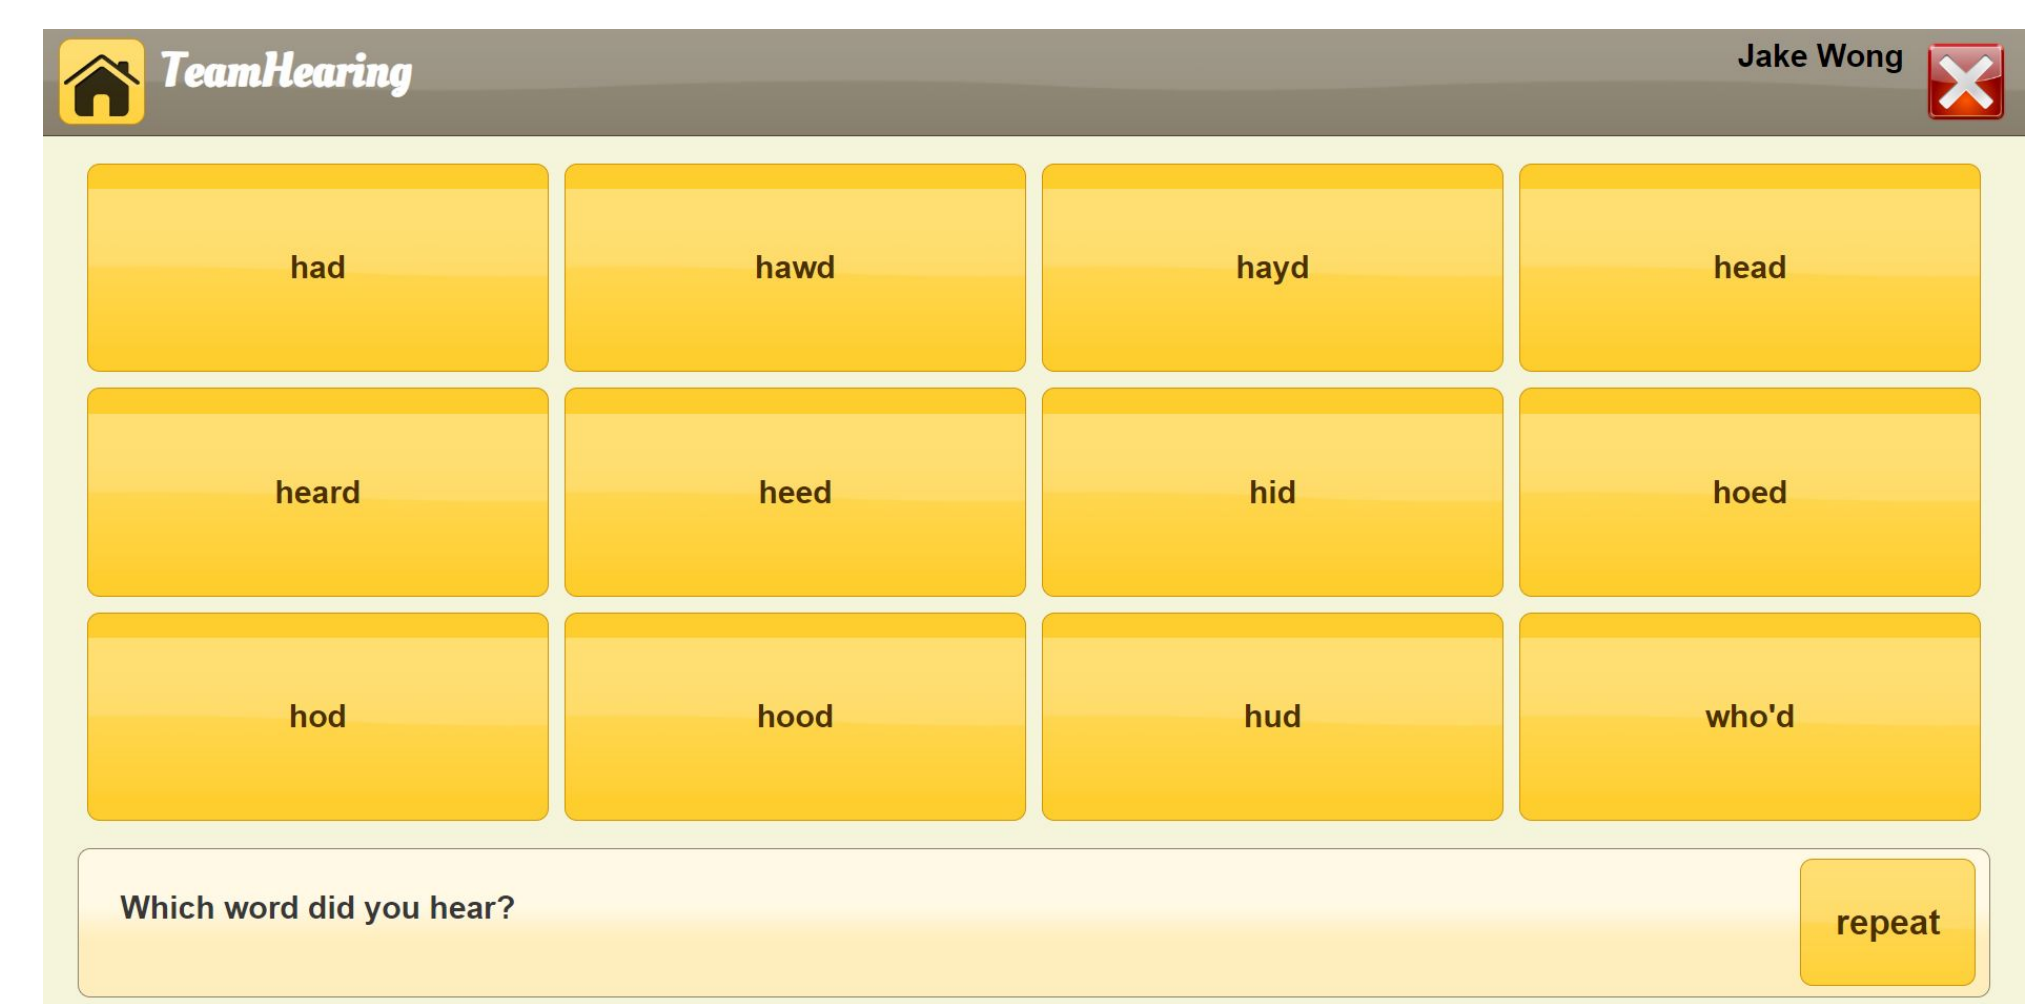 TeamHearing
Jake Wong
had hawd hayd head
heard heed hid hoed
hod hood hud who'd
Which word did you hear?
repeat